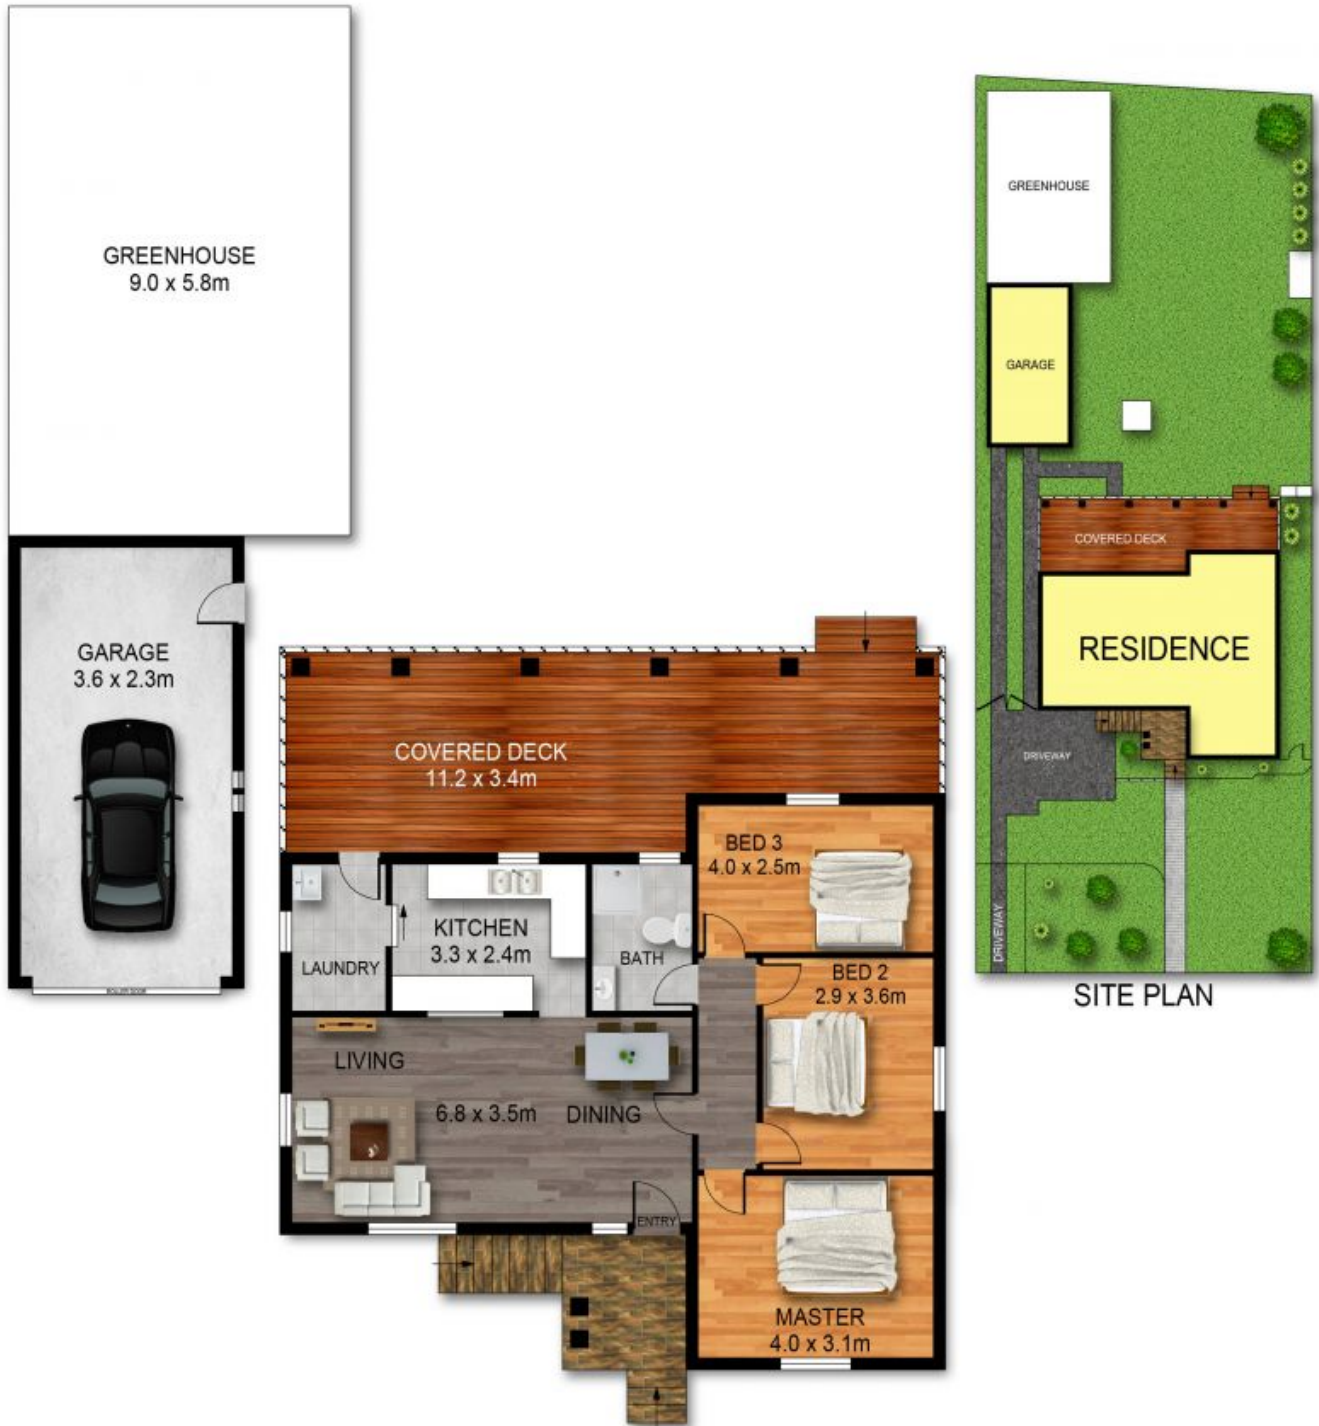 GREENHOUSE
9.0 x 5.8m
GARAGE
3.6 x 2.3m
ROLLER DOOR
COVERED DECK
11.2 x 3.4m
BED 3
4.0 x 2.5m
KITCHEN
3.3 x 2.4m
LAUNDRY
BATH
BED 2
2.9 x 3.6m
LIVING
6.8 x 3.5m
DINING
ENTRY
MASTER
4.0 x 3.1m
GREENHOUSE
GARAGE
COVERED DECK
RESIDENCE
DRIVEWAY
DRIVEWAY
SITE PLAN